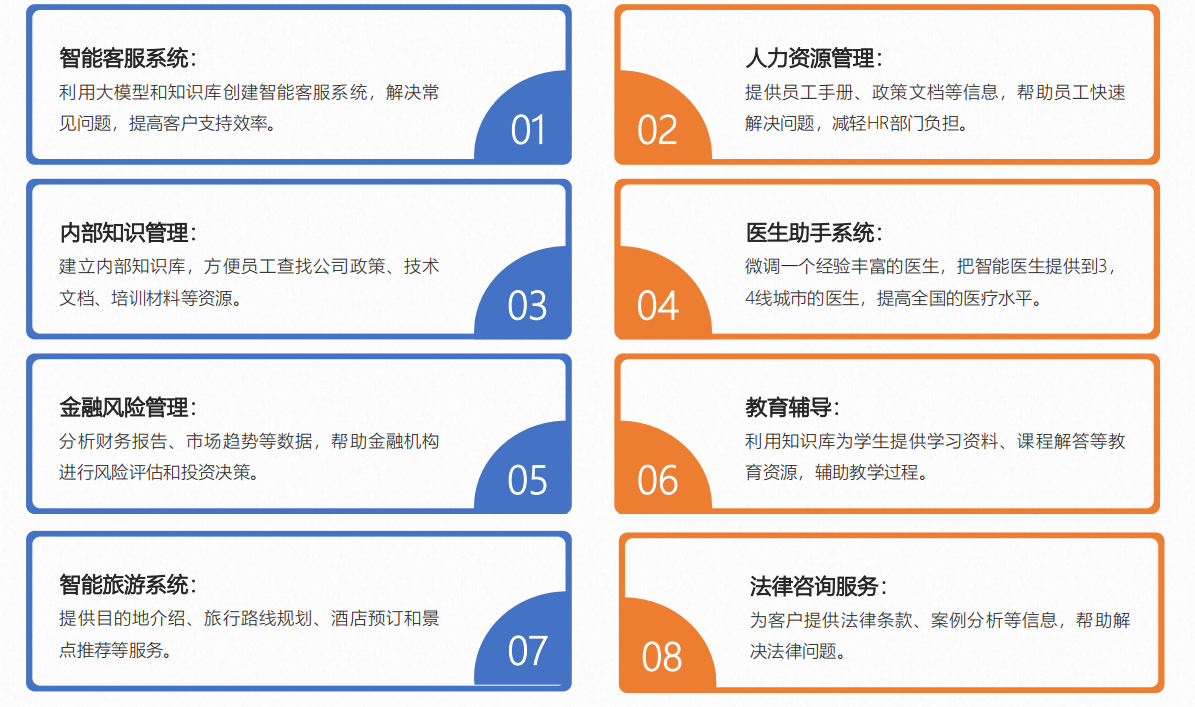 智能客服系统：
利用大模型和知识库创建智能客服系统，解决常
见问题，提高客户支持效率。
01
人力资源管理：
提供员工手册、政策文档等信息，帮助员工快速
解决问题，减轻HR部门负担。
02
内部知识管理：
建立内部知识库，方便员工查找公司政策、技术
文档、培训材料等资源。
03
医生助手系统：
微调一个经验丰富的医生，把智能医生提供到3，
4线城市的医生，提高全国的医疗水平。
04
金融风险管理：
分析财务报告、市场趋势等数据，帮助金融机构
进行风险评估和投资决策。
05
教育辅导：
利用知识库为学生提供学习资料、课程解答等教
育资源，辅助教学过程。
06
智能旅游系统：
提供目的地介绍、旅行路线规划、酒店预订和景
点推荐等服务。
07
法律咨询服务：
为客户提供法律条款、案例分析等信息，帮助解
决法律问题。
08